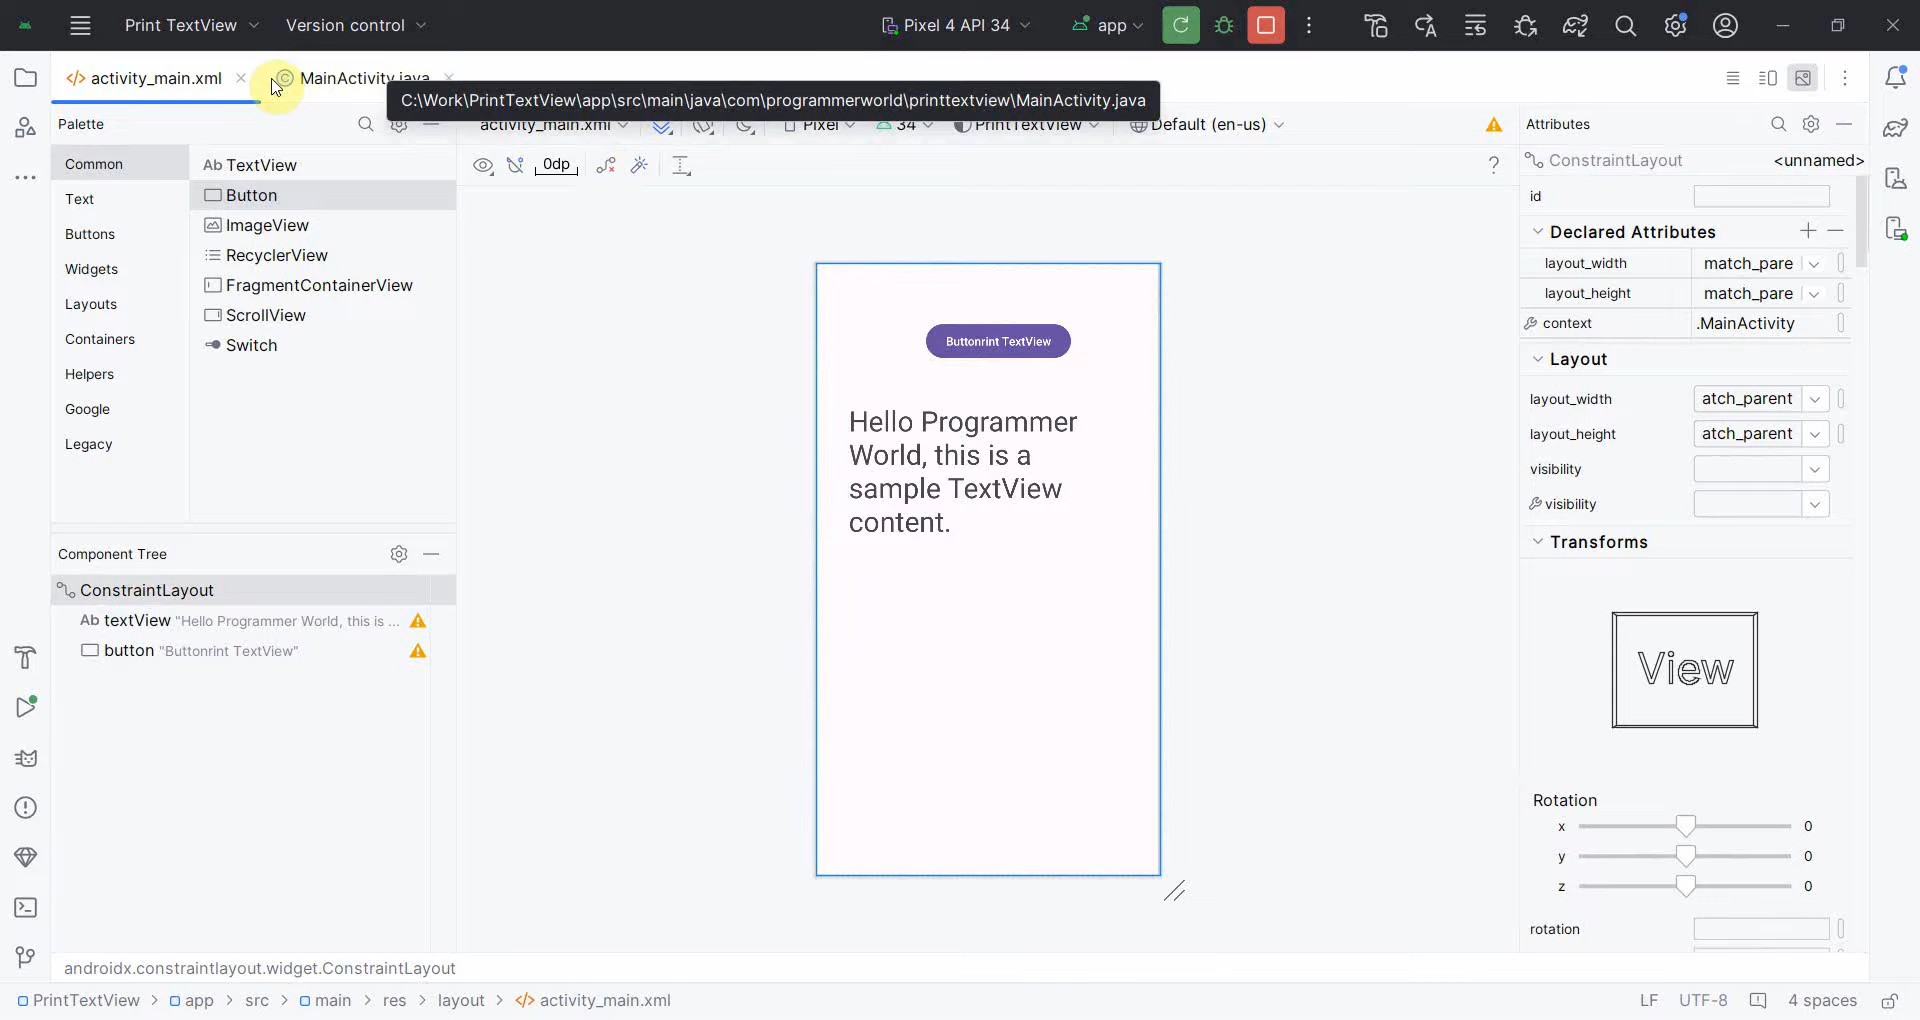 Print TextView Version control Pixel 4 API 34 app
activity_main.xml MainActivity.java
C:\Work\PrintTextView\app\src\main\java\com\programmerworld\printtextview\MainActivity.java
Palette activity_main.xml Pixel 34 PrintTextView Default (en-us) Attributes
Common Ab TextView 0dp ? ConstraintLayout <unnamed>
Text Button id
Buttons ImageView Declared Attributes
Widgets RecyclerView layout_width match_pare
Layouts FragmentContainerView layout_height match_pare
Containers ScrollView context .MainActivity
Helpers Switch Layout
Google layout_width atch_parent
Legacy layout_height atch_parent
visibility
visibility
Transforms
Buttonrint TextView
Hello Programmer
World, this is a
sample TextView
content.
Component Tree
ConstraintLayout
Ab textView "Hello Programmer World, this is ...
button "Buttonrint TextView"
View
Rotation
x 0
y 0
z 0
rotation
androidx.constraintlayout.widget.ConstraintLayout
PrintTextView > app > src > main > res > layout > activity_main.xml LF UTF-8 4 spaces